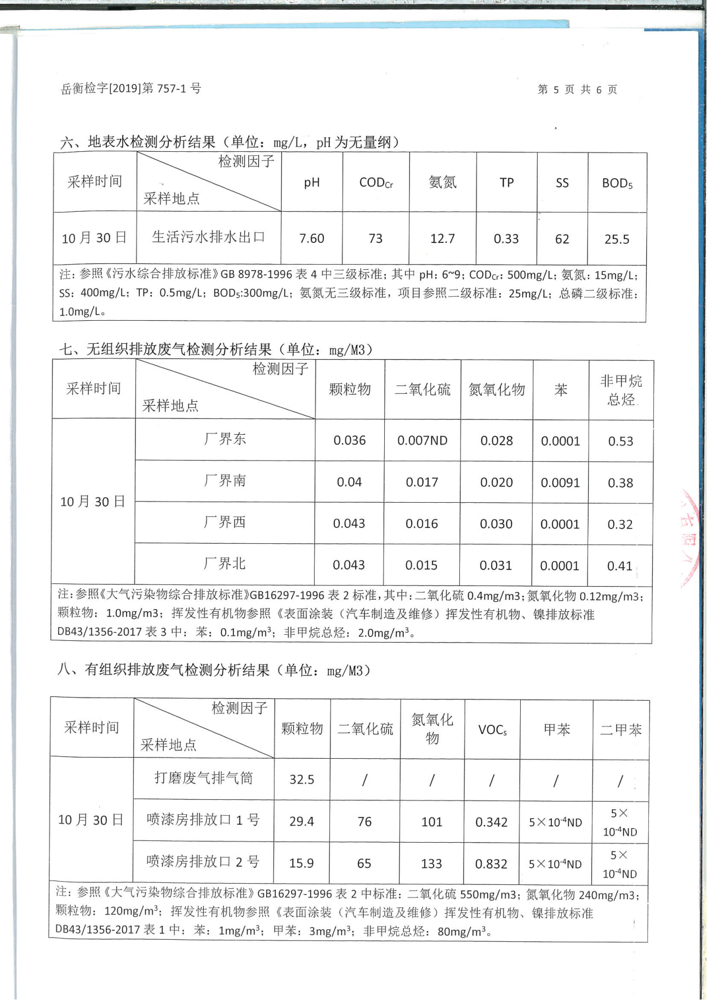 岳衡检字[2019]第 757-1 号
第 5 页 共 6 页
六、地表水检测分析结果（单位：mg/L，pH 为无量纲）
采样时间 检测因子 采样地点 pH CODCr 氨氮 TP SS BOD5
10 月 30 日 生活污水排水出口 7.60 73 12.7 0.33 62 25.5
注：参照《污水综合排放标准》GB 8978-1996 表 4 中三级标准；其中 pH：6~9；CODCr：500mg/L；氨氮：15mg/L；
SS：400mg/L；TP：0.5mg/L；BOD5:300mg/L；氨氮无三级标准，项目参照二级标准：25mg/L；总磷二级标准：
1.0mg/L。
七、无组织排放废气检测分析结果（单位：mg/M3）
采样时间 检测因子 采样地点 颗粒物 二氧化硫 氮氧化物 苯 非甲烷
总烃
厂界东 0.036 0.007ND 0.028 0.0001 0.53
厂界南 0.04 0.017 0.020 0.0091 0.38
10 月 30 日
厂界西 0.043 0.016 0.030 0.0001 0.32
厂界北 0.043 0.015 0.031 0.0001 0.41
注：参照《大气污染物综合排放标准》GB16297-1996 表 2 标准，其中：二氧化硫 0.4mg/m3；氮氧化物 0.12mg/m3；
颗粒物：1.0mg/m3；挥发性有机物参照《表面涂装（汽车制造及维修）挥发性有机物、镍排放标准
DB43/1356-2017 表 3 中：苯：0.1mg/m³；非甲烷总烃：2.0mg/m³。
八、有组织排放废气检测分析结果（单位：mg/M3）
采样时间 检测因子 采样地点 颗粒物 二氧化硫 氮氧化
物 VOCs 甲苯 二甲苯
打磨废气排气筒 32.5 / / / / /
10 月 30 日 喷漆房排放口 1 号 29.4 76 101 0.342 5×10⁻⁴ND 5×
10⁻⁴ND
喷漆房排放口 2 号 15.9 65 133 0.832 5×10⁻⁴ND 5×
10⁻⁴ND
注：参照《大气污染物综合排放标准》GB16297-1996 表 2 中标准：二氧化硫 550mg/m3；氮氧化物 240mg/m3；
颗粒物：120mg/m³；挥发性有机物参照《表面涂装（汽车制造及维修）挥发性有机物、镍排放标准
DB43/1356-2017 表 1 中：苯：1mg/m³；甲苯：3mg/m³；非甲烷总烃：80mg/m³。